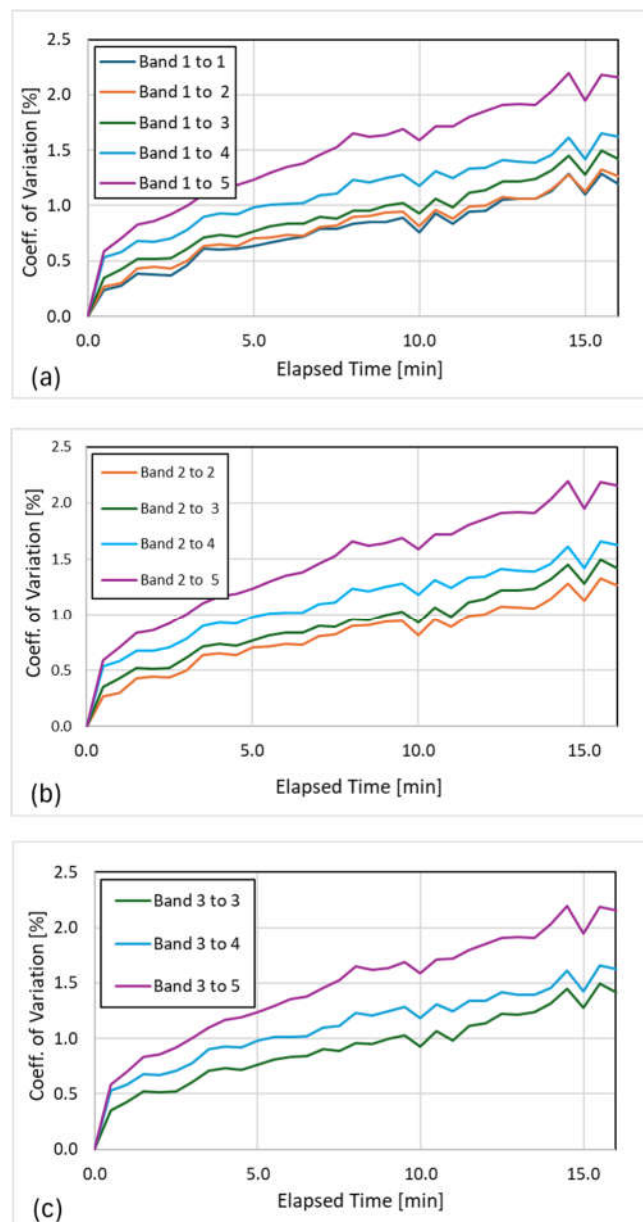 2.5
Band 1 to 1
Band 1 to 2
Band 1 to 3
Band 1 to 4
Band 1 to 5
2.0
1.5
1.0
0.5
0.0
Coeff. of Variation [%]
0.0 5.0 10.0 15.0
Elapsed Time [min]
(a)
2.5
Band 2 to 2
Band 2 to 3
Band 2 to 4
Band 2 to 5
2.0
1.5
1.0
0.5
0.0
Coeff. of Variation [%]
0.0 5.0 10.0 15.0
Elapsed Time [min]
(b)
2.5
Band 3 to 3
Band 3 to 4
Band 3 to 5
2.0
1.5
1.0
0.5
0.0
Coeff. of Variation [%]
0.0 5.0 10.0 15.0
Elapsed Time [min]
(c)